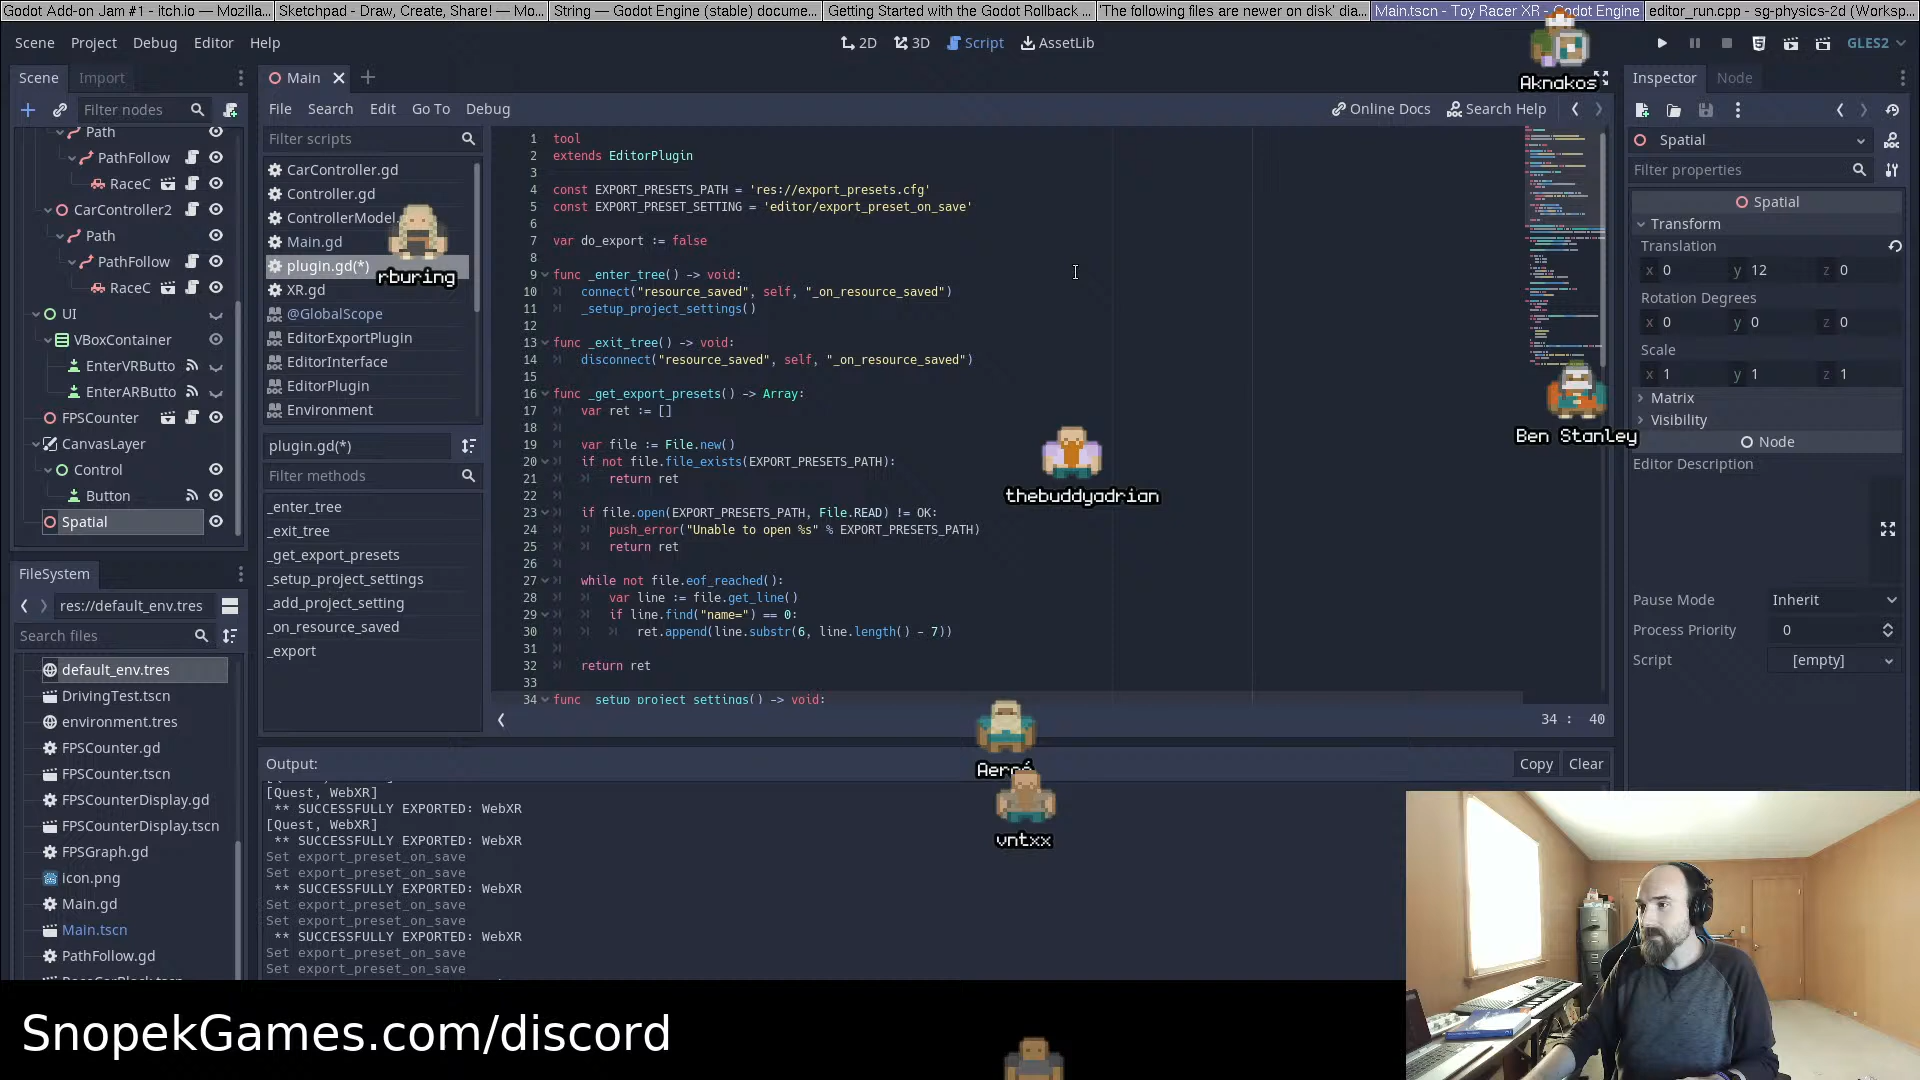 Godot Add-on Jam #1 - itch.io — Mozilla...
Sketchpad - Draw, Create, Share! — Mo...
String — Godot Engine (stable) docume...
Getting Started with the Godot Rollback ...
'The following files are newer on disk' dia...
Main.tscn - Toy Racer XR - Godot Engine
editor_run.cpp - sg-physics-2d (Worksp...
Scene Project Debug Editor Help
2D 3D Script AssetLib
GLES2
Aknakos
Scene Import
Filter nodes
Path
PathFollow
RaceC
CarController2
Path
PathFollow
RaceC
UI
VBoxContainer
EnterVRButto
EnterARButto
FPSCounter
CanvasLayer
Control
Button
Spatial
FileSystem
res://default_env.tres
Search files
default_env.tres
DrivingTest.tscn
environment.tres
FPSCounter.gd
FPSCounter.tscn
FPSCounterDisplay.gd
FPSCounterDisplay.tscn
FPSGraph.gd
icon.png
Main.gd
Main.tscn
PathFollow.gd
Main
File Search Edit Go To Debug
Online Docs Search Help
Filter scripts
CarController.gd
Controller.gd
ControllerModel.
Main.gd
plugin.gd(*)
XR.gd
@GlobalScope
EditorExportPlugin
EditorInterface
EditorPlugin
Environment
rburing
plugin.gd(*)
Filter methods
_enter_tree
_exit_tree
_get_export_presets
_setup_project_settings
_add_project_setting
_on_resource_saved
_export
1 tool
2 extends EditorPlugin
3
4 const EXPORT_PRESETS_PATH = 'res://export_presets.cfg'
5 const EXPORT_PRESET_SETTING = 'editor/export_preset_on_save'
6
7 var do_export := false
8
9 func _enter_tree() -> void:
10 connect("resource_saved", self, "_on_resource_saved")
11 _setup_project_settings()
12
13 func _exit_tree() -> void:
14 disconnect("resource_saved", self, "_on_resource_saved")
15
16 func _get_export_presets() -> Array:
17 var ret := []
18
19 var file := File.new()
20 if not file.file_exists(EXPORT_PRESETS_PATH):
21 return ret
22
23 if file.open(EXPORT_PRESETS_PATH, File.READ) != OK:
24 push_error("Unable to open %s" % EXPORT_PRESETS_PATH)
25 return ret
26
27 while not file.eof_reached():
28 var line := file.get_line()
29 if line.find("name=") == 0:
30 ret.append(line.substr(6, line.length() - 7))
31
32 return ret
33
34 func _setup_project_settings() -> void:
thebuddyadrian
Ben Stanley
34 : 40
Output:
Copy Clear
[Quest, WebXR]
** SUCCESSFULLY EXPORTED: WebXR
[Quest, WebXR]
** SUCCESSFULLY EXPORTED: WebXR
Set export_preset_on_save
Set export_preset_on_save
** SUCCESSFULLY EXPORTED: WebXR
Set export_preset_on_save
Set export_preset_on_save
** SUCCESSFULLY EXPORTED: WebXR
Set export_preset_on_save
Set export_preset_on_save
vntxx
Inspector Node
Spatial
Filter properties
Spatial
Transform
Translation
x 0 y 12 z 0
Rotation Degrees
x 0 y 0 z 0
Scale
x 1 y 1 z 1
Matrix
Visibility
Node
Editor Description
Pause Mode Inherit
Process Priority 0
Script [empty]
SnopekGames.com/discord